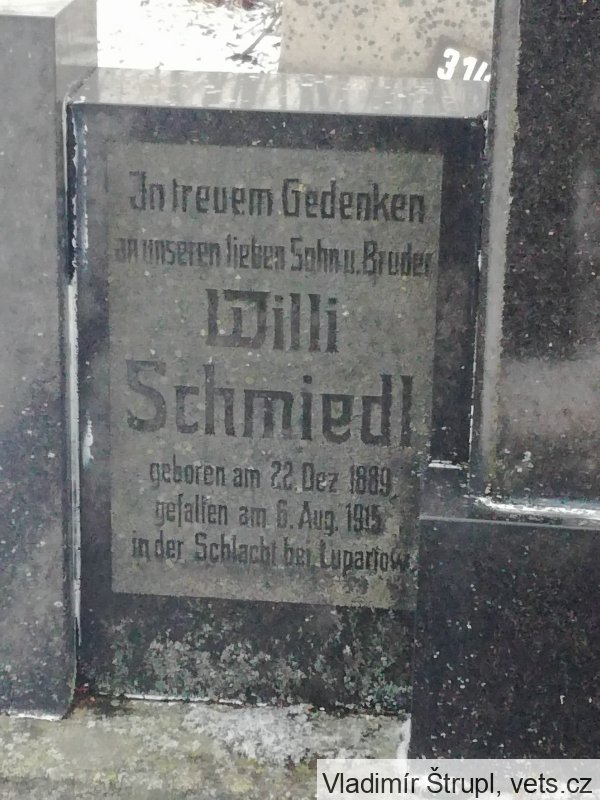 In treuem Gedenken
an unseren lieben Sohn u. Bruder
Willi
Schmiedl
geboren am 22. Dez 1889,
gefallen am 6. Aug. 1915
in der Schlacht bei Lupartow.
Vladimír Štrupl, vets.cz